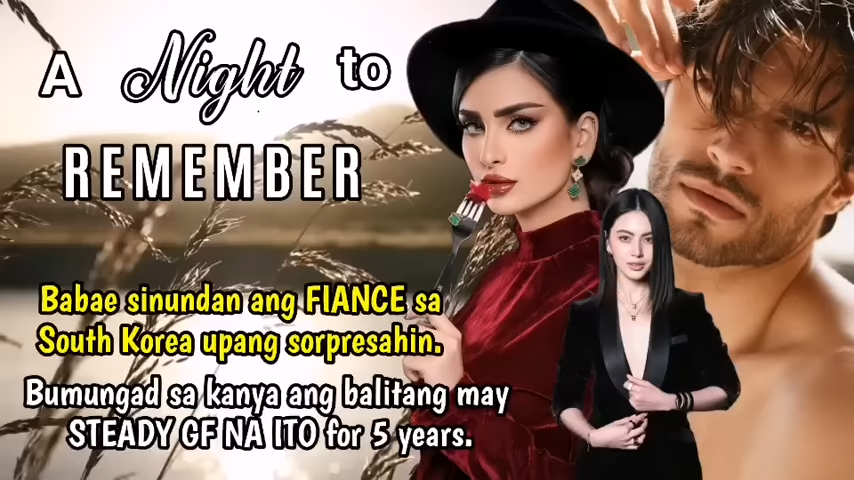 A Night to
REMEMBER
Babae sinundan ang FIANCE sa
South Korea upang sorpresahin.
Bumungad sa kanya ang balitang may
STEADY GF NA ITO for 5 years.